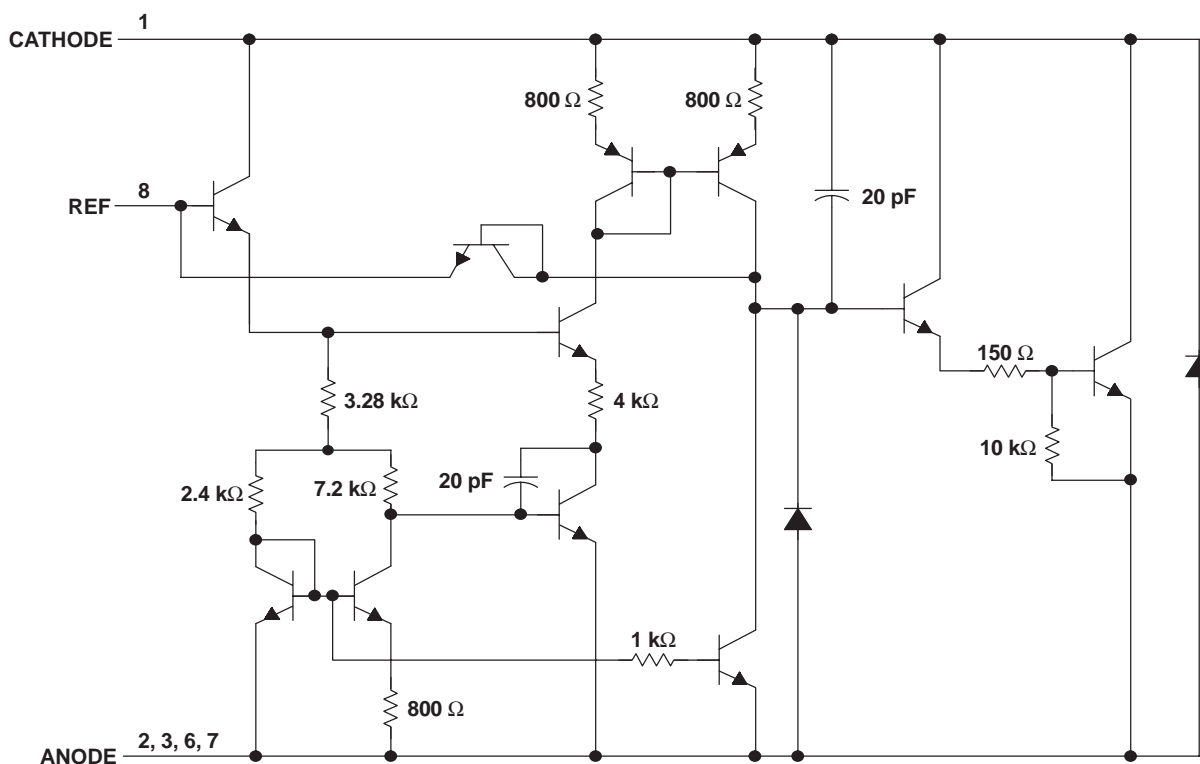 1
CATHODE
800 Ω
800 Ω
8
REF
20 pF
150 Ω
3.28 kΩ
4 kΩ
10 kΩ
2.4 kΩ
7.2 kΩ
20 pF
1 kΩ
800 Ω
2, 3, 6, 7
ANODE